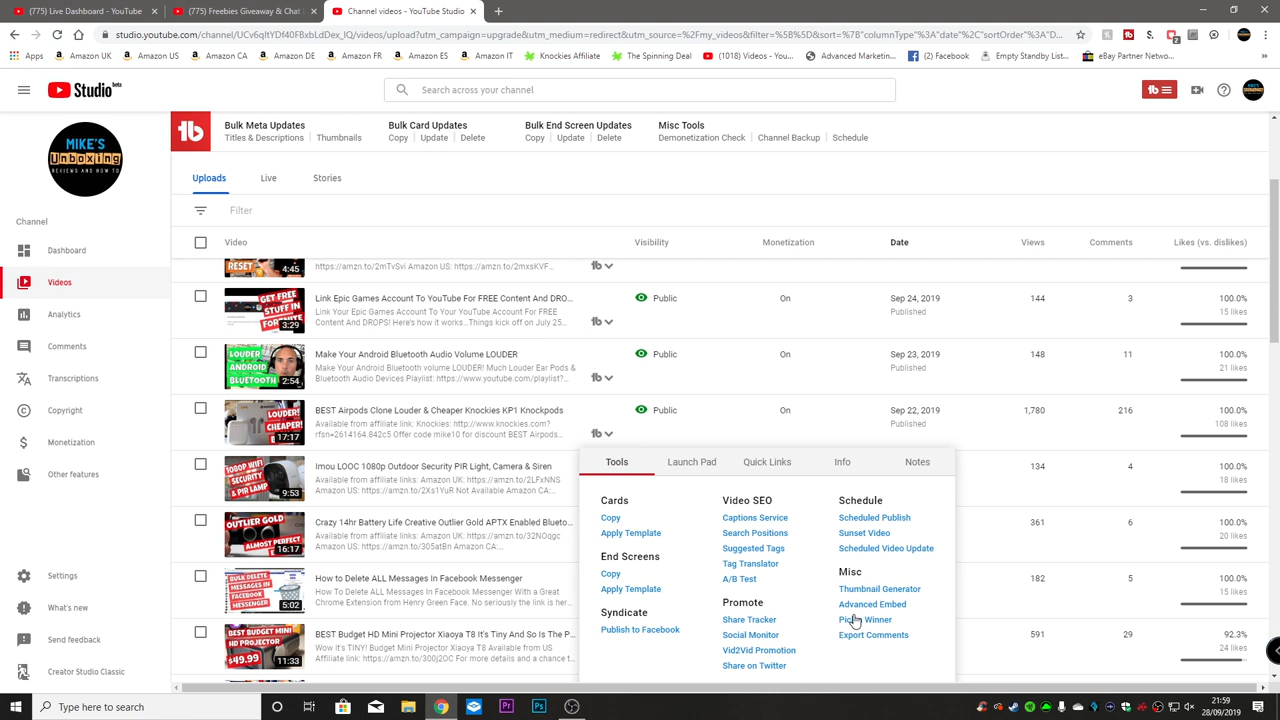 (775) Live Dashboard - YouTube
(775) Freebies Giveaway & Chat
Channel videos - YouTube Studio
studio.youtube.com/channel/UCv6qItYDf40FBxbLdDex_lQ/videos/upload?utm_campaign=upgrade&utm_medium=redirect&utm_source=%2Fmy_videos&filter=%5B%5D&sort=%7B"columnType"%3A"date"%2C"sortOrder"%3A"D...
Apps Amazon UK Amazon US Amazon CA Amazon DE Amazon FR Amazon ES Amazon IT Knockies Affiliate The Spinning Deal (1018) Videos - You... Advanced Marketin... (2) Facebook Empty Standby List... eBay Partner Netw...
Studio beta
Search across your channel
Bulk Meta Updates Bulk Card Updates Bulk End Screen Updates Misc Tools
Titles & Descriptions Thumbnails Copy Update Delete Copy Update Delete Demonetization Check Channel Backup Schedule
MIKE'S
Unboxing
REVIEWS AND HOW TO
Uploads Live Stories
Filter
Channel
Dashboard
Videos
Analytics
Comments
Transcriptions
Copyright
Monetization
Other features
Settings
What's new
Send feedback
Creator Studio Classic
Video Visibility Monetization Date Views Comments Likes (vs. dislikes)
RESET
4:45
https://amzn.to/2mTvSvi Amazon US: https://amzn.to/2mxsKVF...
GET FREE
STUFF IN
FORTNITE
3:29
Link Epic Games Account To YouTube For FREE Content And DRO...
Link Your Epic Games Account To YouTube for FREE
Content And DROPS! Here's how it works...Things kick off on July 25...
Public On Sep 24, 2019 144 3 100.0%
Published 15 likes
LOUDER
ANDROID
BLUETOOTH
2:54
Make Your Android Bluetooth Audio Volume LOUDER
Make Your Android Bluetooth volume LOUDER! Much Louder Ear Pods &
Bluetooth Audio Devices Playlist: https://www.youtube.com/playlist?...
Public On Sep 23, 2019 148 11 100.0%
Published 21 likes
LOUDER!
CHEAPER
BETTER
17:17
BEST Airpods Clone Louder & Cheaper Knockies KP1 Knockpods
Available from affiliate links: Knockies: http://www.knockies.com?
rfsn=2614164.842c5 Offer code mike10 for discount BEST Airpods...
Public On Sep 22, 2019 1,780 216 100.0%
Published 108 likes
1080P WIFI
SECURITY
& PIR LAMP
9:53
Imou LOOC 1080p Outdoor Security PIR Light, Camera & Siren
Available from affiliate links: Amazon UK: https://amzn.to/2LFxNNS
Amazon US: https://amzn.to/2Xs1YuR Not Available Amazon CA:...
134 100.0%
OUTLIER GOLD
ALMOST PERFECT
16:17
Crazy 14hr Battery Life Creative Outlier Gold APTX Enabled Blueto...
Available from affiliate links: Amazon UK: https://amzn.to/32NOqgc
Amazon US: https://amzn.to/305atBn Amazon CA:...
361 6 100.0%
20 likes
BULK DELETE
MESSAGES IN
FACEBOOK
MESSENGER
5:02
How to Delete ALL Messages In Facebook Messenger
How To DELETE ALL Messages In Facebook Messenger With a Great
Chrome Extension from Henry Green Face. No seriously the link is her...
182 5 100.0%
15 likes
BEST BUDGET MINI
HD PROJECTOR
$49.99
11:33
BEST Budget HD Mini Projector Xiaoya T8 It's Tiny And So Is The P...
Wow it's TINY! Budget Mini Projector Xiaoya T8 Available from
Affiliate link: https://amzn.to/300j2OC For more details and a chance t...
591 29 92.3%
24 likes
Tools Launch Pad Quick Links Info Notes
Cards
Copy
Apply Template
End Screens
Copy
Apply Template
Syndicate
Publish to Facebook
Video SEO
Captions Service
Search Positions
Suggested Tags
Tag Translator
A/B Test
Promote
Share Tracker
Social Monitor
Vid2Vid Promotion
Share on Twitter
Schedule
Scheduled Publish
Sunset Video
Scheduled Video Update
Misc
Thumbnail Generator
Advanced Embed
Winner
Export Comments
Type here to search
21:59
28/09/2019